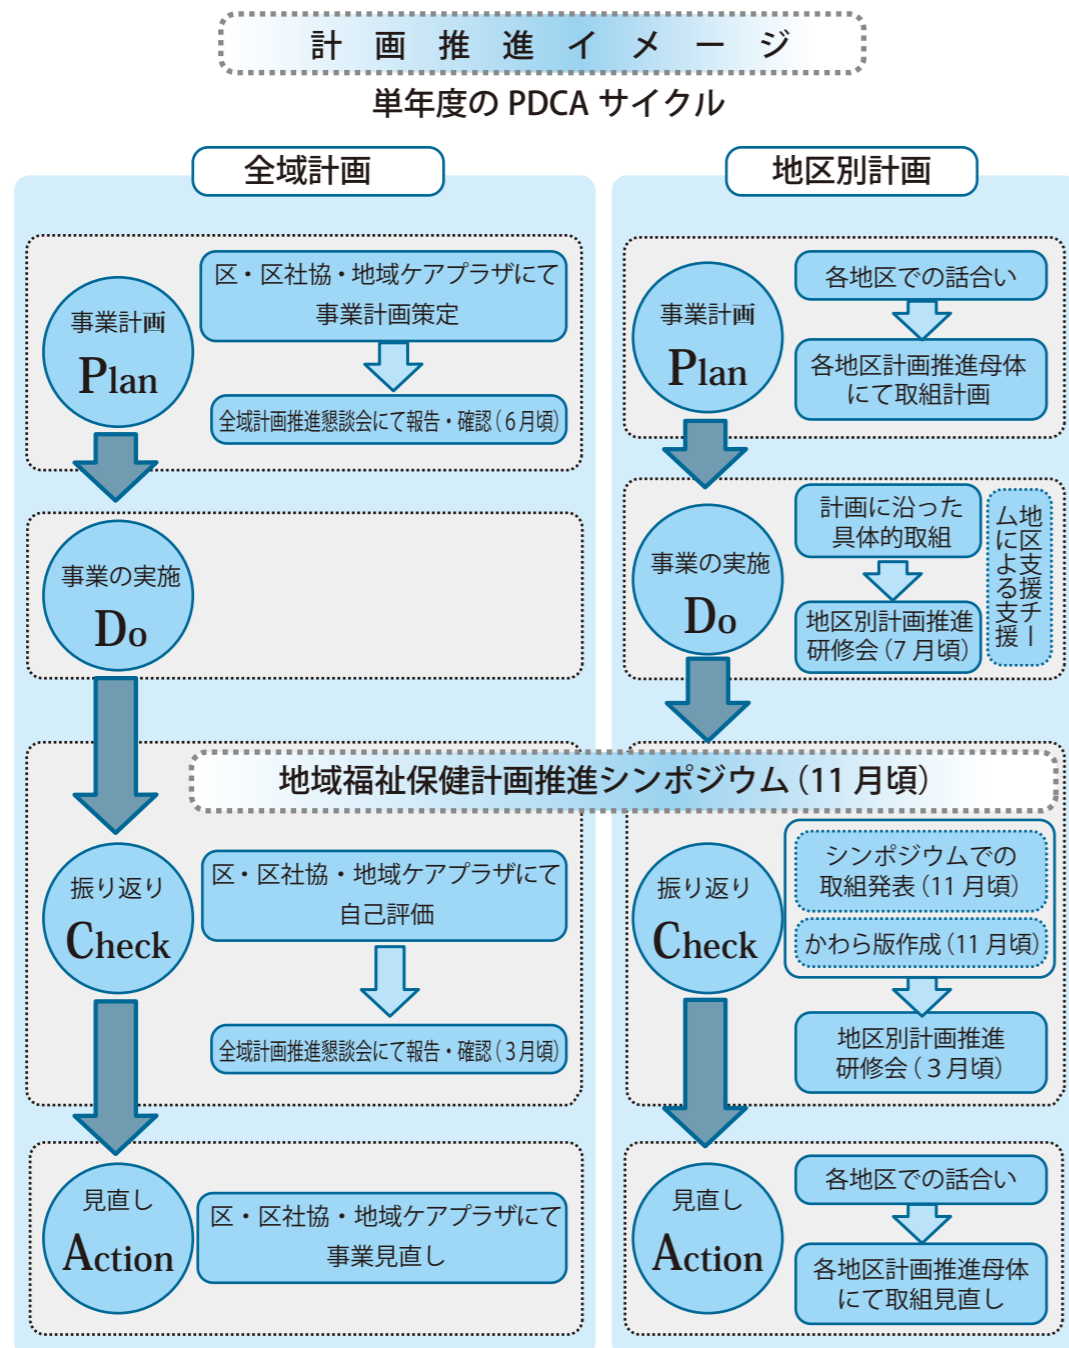 計画推進イメージ
単年度の PDCA サイクル
全域計画
事業計画
Plan
区・区社協・地域ケアプラザにて
事業計画策定
全域計画推進懇談会にて報告・確認(6月頃)
事業の実施
Do
地域福祉保健計画推進シンポジウム(11月頃)
振り返り
Check
区・区社協・地域ケアプラザにて
自己評価
全域計画推進懇談会にて報告・確認(3月頃)
見直し
Action
区・区社協・地域ケアプラザにて
事業見直し
地区別計画
事業計画
Plan
各地区での話合い
各地区計画推進母体
にて取組計画
事業の実施
Do
計画に沿った
具体的取組
地区別計画推進
研修会(7月頃)
地区支援チー
ムによる支援
振り返り
Check
シンポジウムでの
取組発表(11月頃)
かわら版作成(11月頃)
地区別計画推進
研修会(3月頃)
見直し
Action
各地区での話合い
各地区計画推進母体
にて取組見直し